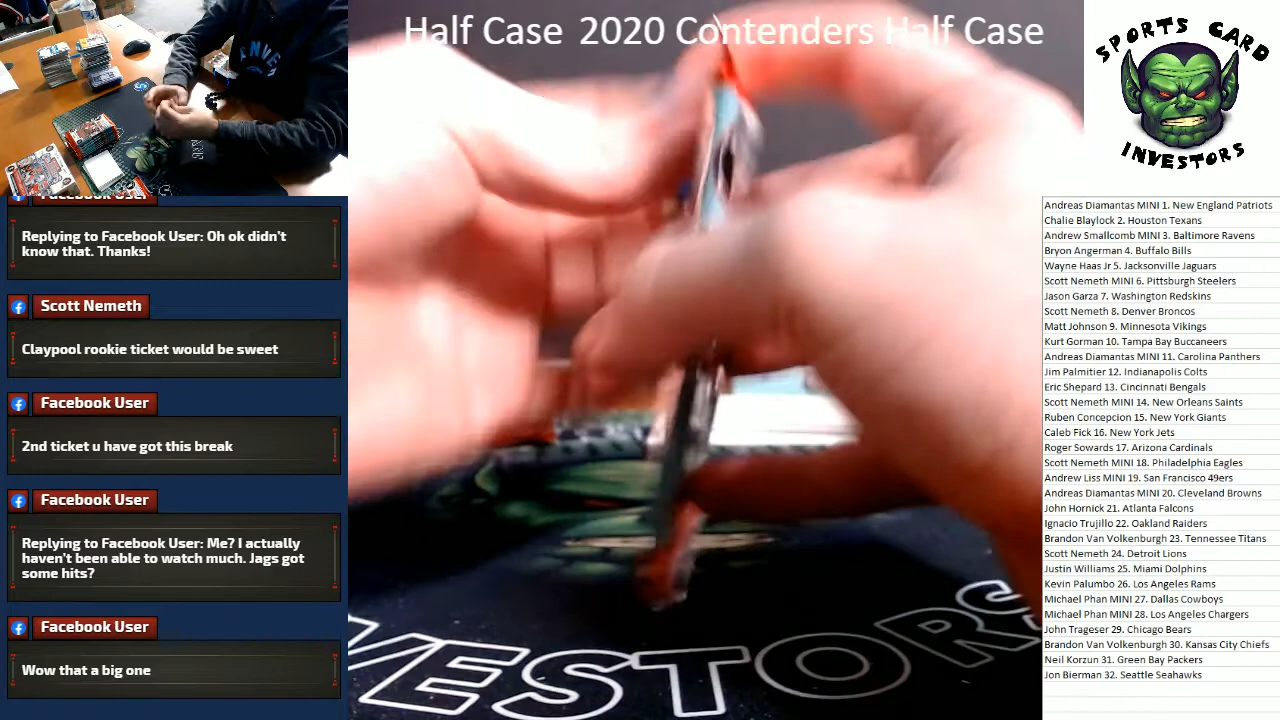 Half Case 2020 Contenders Half Case
SPORTS CARD
INVESTORS
Facebook User
Replying to Facebook User: Oh ok didn't
know that. Thanks!
Scott Nemeth
Claypool rookie ticket would be sweet
Facebook User
2nd ticket u have got this break
Facebook User
Replying to Facebook User: Me? I actually
haven't been able to watch much. Jags got
some hits?
Facebook User
Wow that a big one
VESTORS
Andreas Diamantas MINI 1. New England Patriots
Chalie Blaylock 2. Houston Texans
Andrew Smallcomb MINI 3. Baltimore Ravens
Bryon Angerman 4. Buffalo Bills
Wayne Haas Jr 5. Jacksonville Jaguars
Scott Nemeth MINI 6. Pittsburgh Steelers
Jason Garza 7. Washington Redskins
Scott Nemeth 8. Denver Broncos
Matt Johnson 9. Minnesota Vikings
Kurt Gorman 10. Tampa Bay Buccaneers
Andreas Diamantas MINI 11. Carolina Panthers
Jim Palmitier 12. Indianapolis Colts
Eric Shepard 13. Cincinnati Bengals
Scott Nemeth MINI 14. New Orleans Saints
Ruben Concepcion 15. New York Giants
Caleb Fick 16. New York Jets
Roger Sowards 17. Arizona Cardinals
Scott Nemeth MINI 18. Philadelphia Eagles
Andrew Liss MINI 19. San Francisco 49ers
Andreas Diamantas MINI 20. Cleveland Browns
John Hornick 21. Atlanta Falcons
Ignacio Trujillo 22. Oakland Raiders
Brandon Van Volkenburgh 23. Tennessee Titans
Scott Nemeth 24. Detroit Lions
Justin Williams 25. Miami Dolphins
Kevin Palumbo 26. Los Angeles Rams
Michael Phan MINI 27. Dallas Cowboys
Michael Phan MINI 28. Los Angeles Chargers
John Trageser 29. Chicago Bears
Brandon Van Volkenburgh 30. Kansas City Chiefs
Neil Korzun 31. Green Bay Packers
Jon Bierman 32. Seattle Seahawks